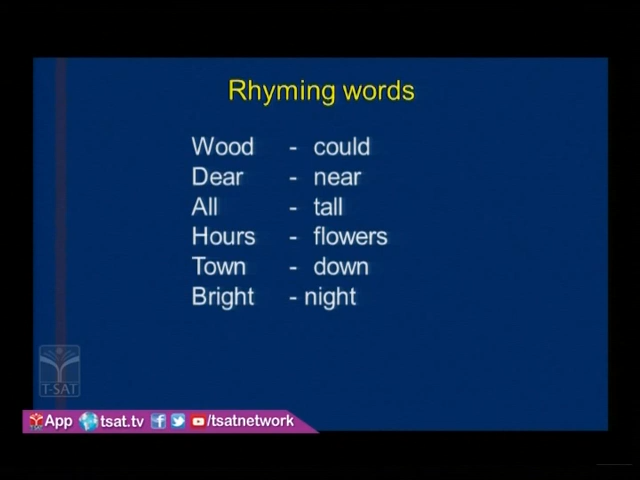 Rhyming words
Wood - could
Dear - near
All - tall
Hours - flowers
Town - down
Bright - night
T-SAT
App tsat.tv /tsatnetwork